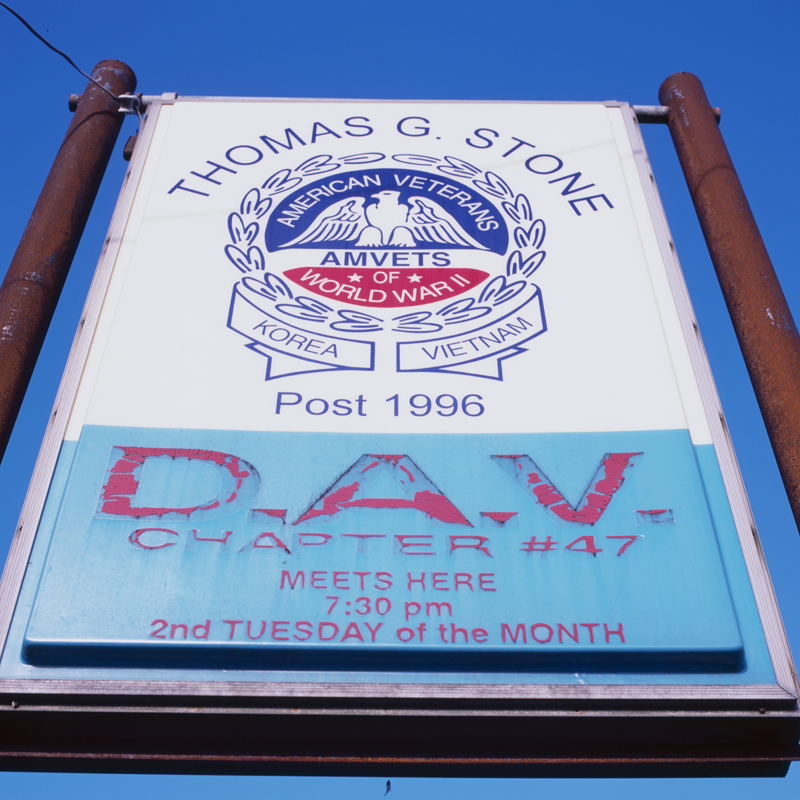 THOMAS G. STONE
AMERICAN VETERANS
AMVETS
OF
WORLD WAR II
KOREA VIETNAM
Post 1996
D.A.V.
CHAPTER #47
MEETS HERE
7:30 pm
2nd TUESDAY of the MONTH